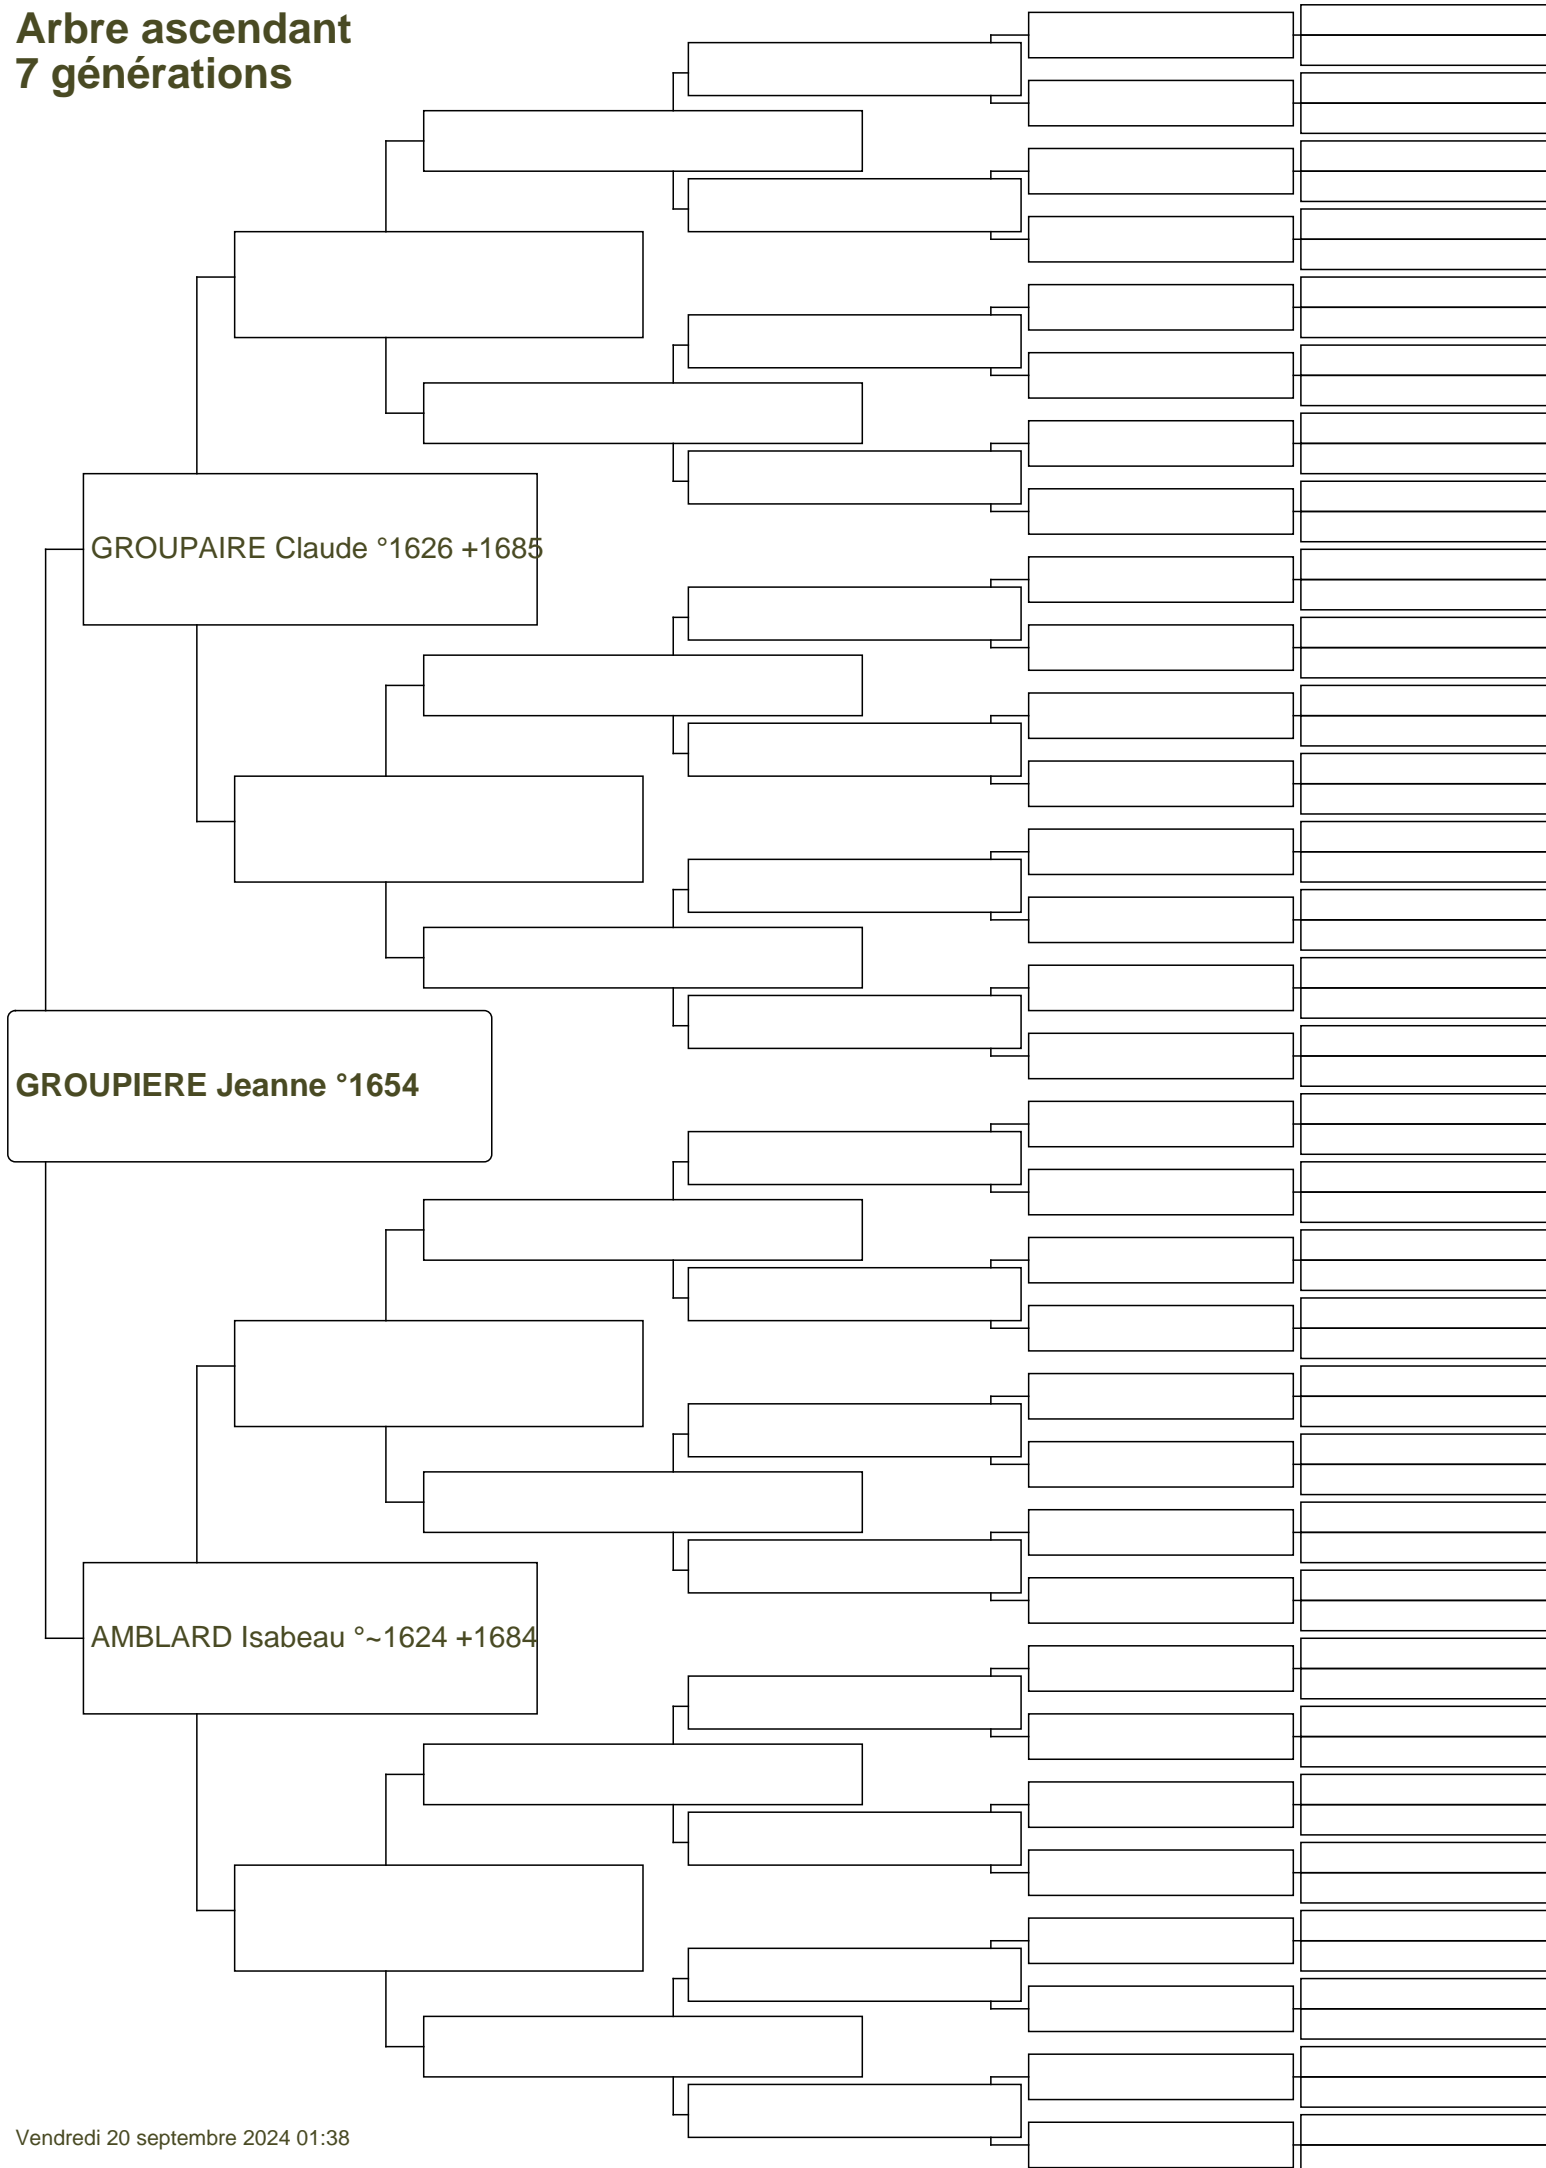 Arbre ascendant
7 générations
GROUPAIRE Claude °1626 +1685
GROUPIERE Jeanne °1654
AMBLARD Isabeau °~1624 +1684
Vendredi 20 septembre 2024 01:38